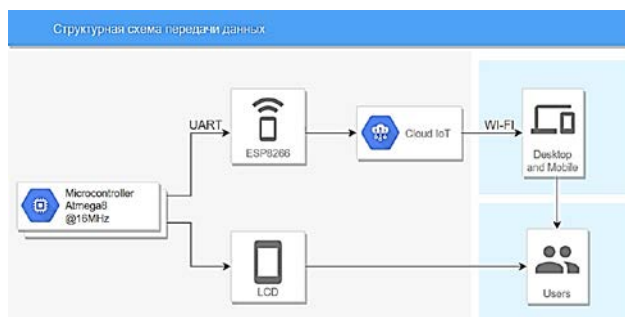 Структурная схема передачи данных
UART
ESP8266
Cloud IoT
WI-FI
Desktop
and Mobile
Microcontroller
Atmega8
@16MHz
LCD
Users